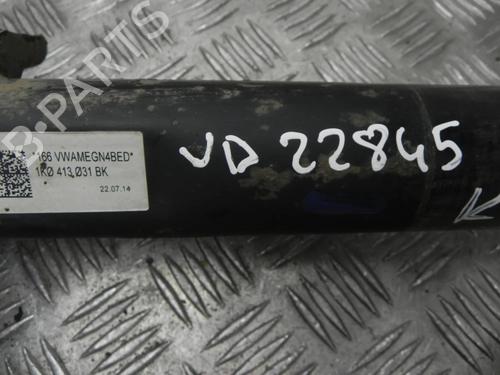 B-PARTS
166 VWAMEGN4BED*
1K0 413 031 BK
22.07.14
VD 22845